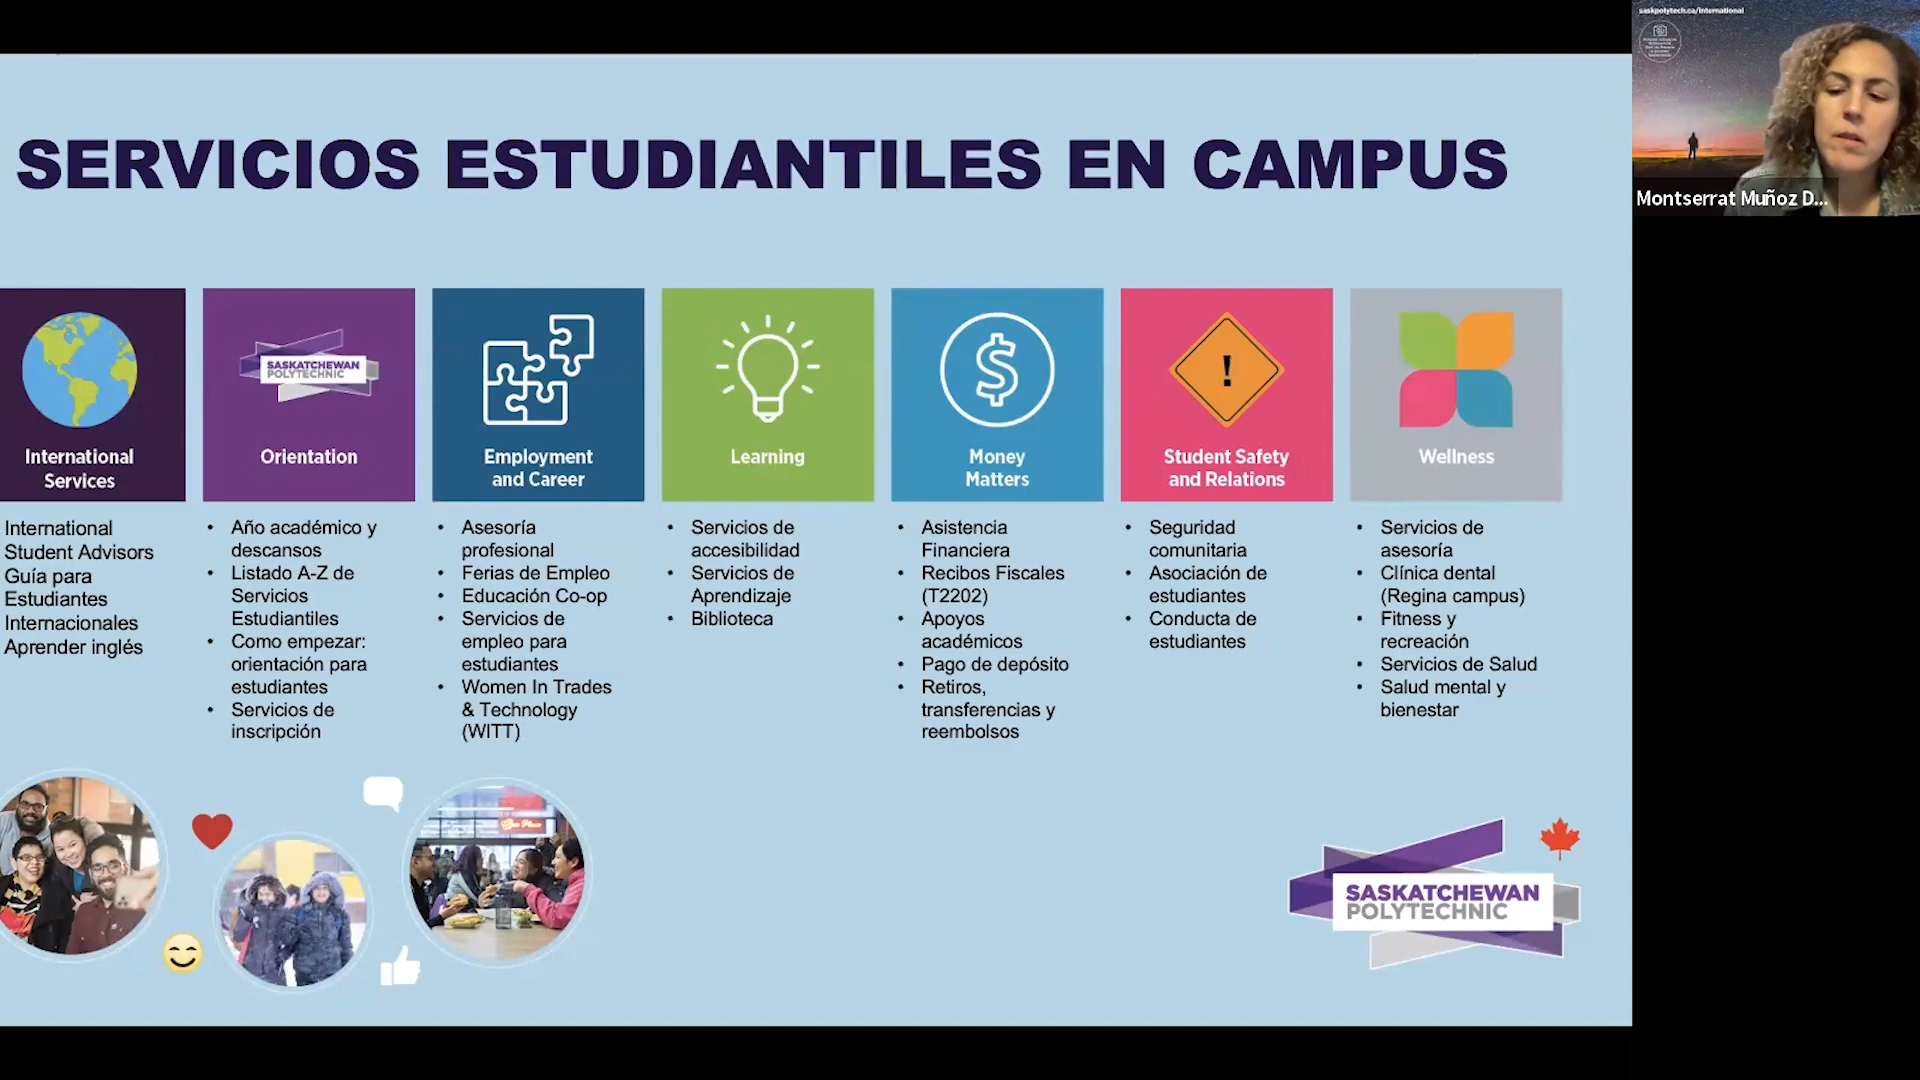 saskpolytech.ca/international
Montserrat Muñoz D...
SERVICIOS ESTUDIANTILES EN CAMPUS
International
Services
International
Student Advisors
Guía para
Estudiantes
Internacionales
Aprender inglés
SASKATCHEWAN
POLYTECHNIC
Orientation
• Año académico y
descansos
• Listado A-Z de
Servicios
Estudiantiles
• Como empezar:
orientación para
estudiantes
• Servicios de
inscripción
Employment
and Career
• Asesoría
profesional
• Ferias de Empleo
• Educación Co-op
• Servicios de
empleo para
estudiantes
• Women In Trades
& Technology
(WITT)
Learning
• Servicios de
accesibilidad
• Servicios de
Aprendizaje
• Biblioteca
$
Money
Matters
• Asistencia
Financiera
• Recibos Fiscales
(T2202)
• Apoyos
académicos
• Pago de depósito
• Retiros,
transferencias y
reembolsos
!
Student Safety
and Relations
• Seguridad
comunitaria
• Asociación de
estudiantes
• Conducta de
estudiantes
Wellness
• Servicios de
asesoría
• Clínica dental
(Regina campus)
• Fitness y
recreación
• Servicios de Salud
• Salud mental y
bienestar
SASKATCHEWAN
POLYTECHNIC